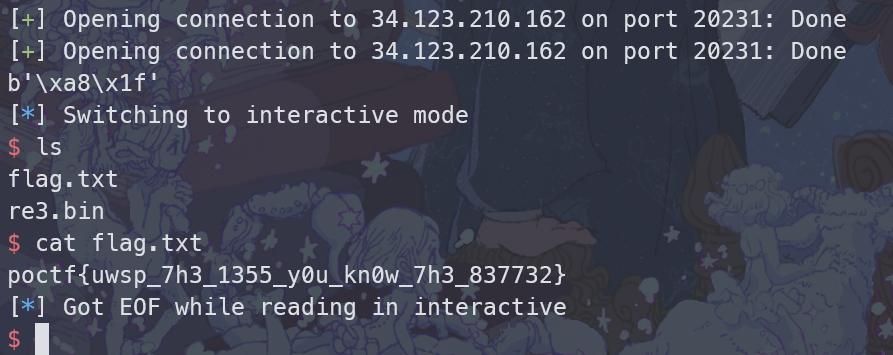 [+] Opening connection to 34.123.210.162 on port 20231: Done
[+] Opening connection to 34.123.210.162 on port 20231: Done
b'\xa8\x1f'
[*] Switching to interactive mode
$ ls
flag.txt
re3.bin
$ cat flag.txt
poctf{uwsp_7h3_1355_y0u_kn0w_7h3_837732}
[*] Got EOF while reading in interactive
$